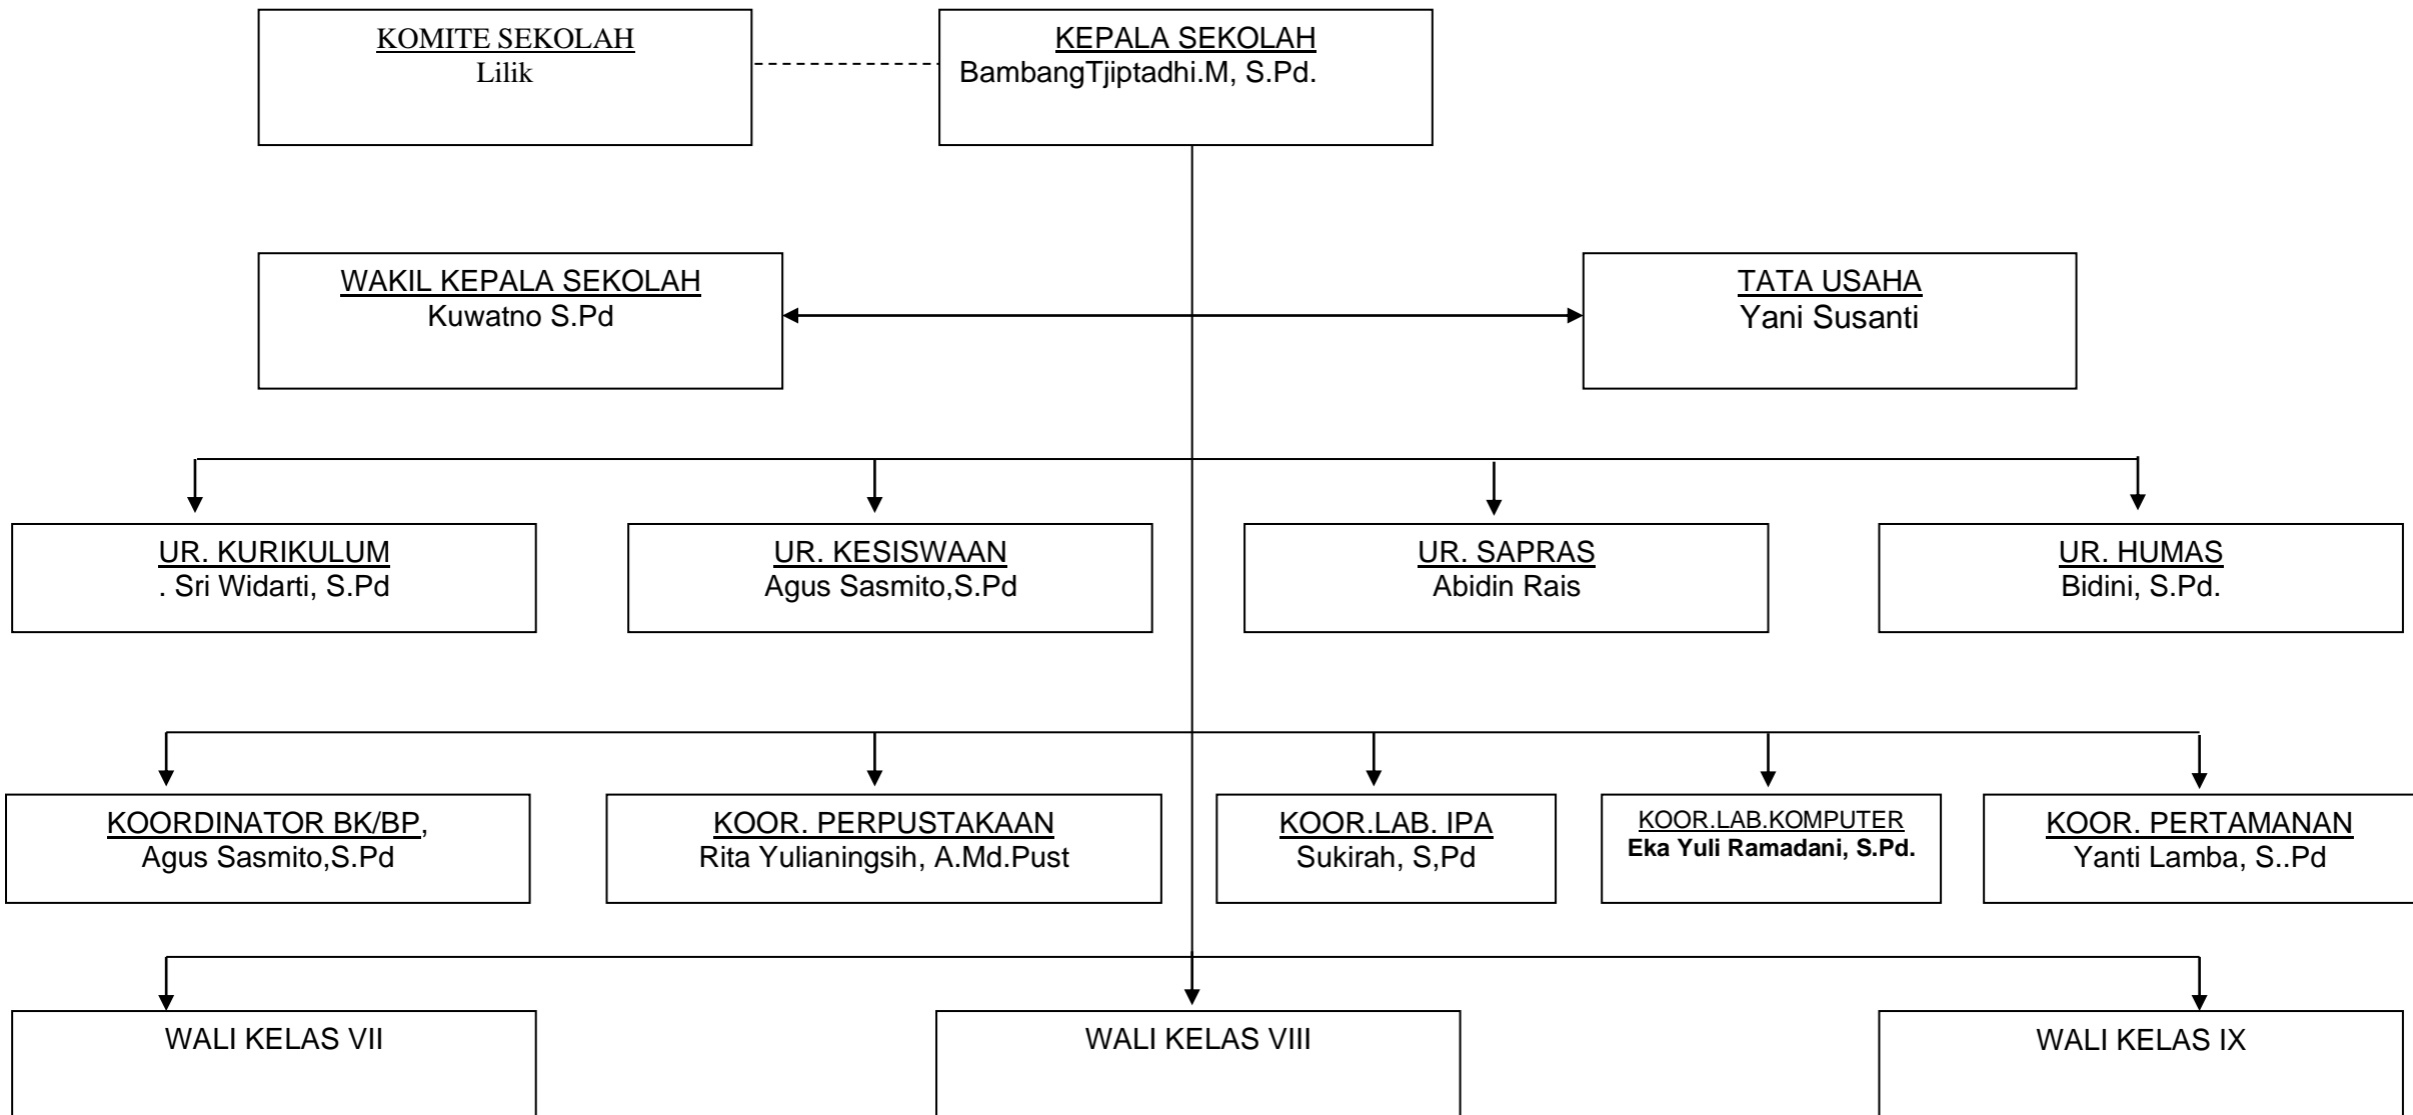 KOMITE SEKOLAH
Lilik
KEPALA SEKOLAH
BambangTjiptadhi.M, S.Pd.
WAKIL KEPALA SEKOLAH
Kuwatno S.Pd
TATA USAHA
Yani Susanti
UR. KURIKULUM
. Sri Widarti, S.Pd
UR. KESISWAAN
Agus Sasmito,S.Pd
UR. SAPRAS
Abidin Rais
UR. HUMAS
Bidini, S.Pd.
KOORDINATOR BK/BP,
Agus Sasmito,S.Pd
KOOR. PERPUSTAKAAN
Rita Yulianingsih, A.Md.Pust
KOOR.LAB. IPA
Sukirah, S,Pd
KOOR.LAB.KOMPUTER
Eka Yuli Ramadani, S.Pd.
KOOR. PERTAMANAN
Yanti Lamba, S..Pd
WALI KELAS VII
WALI KELAS VIII
WALI KELAS IX